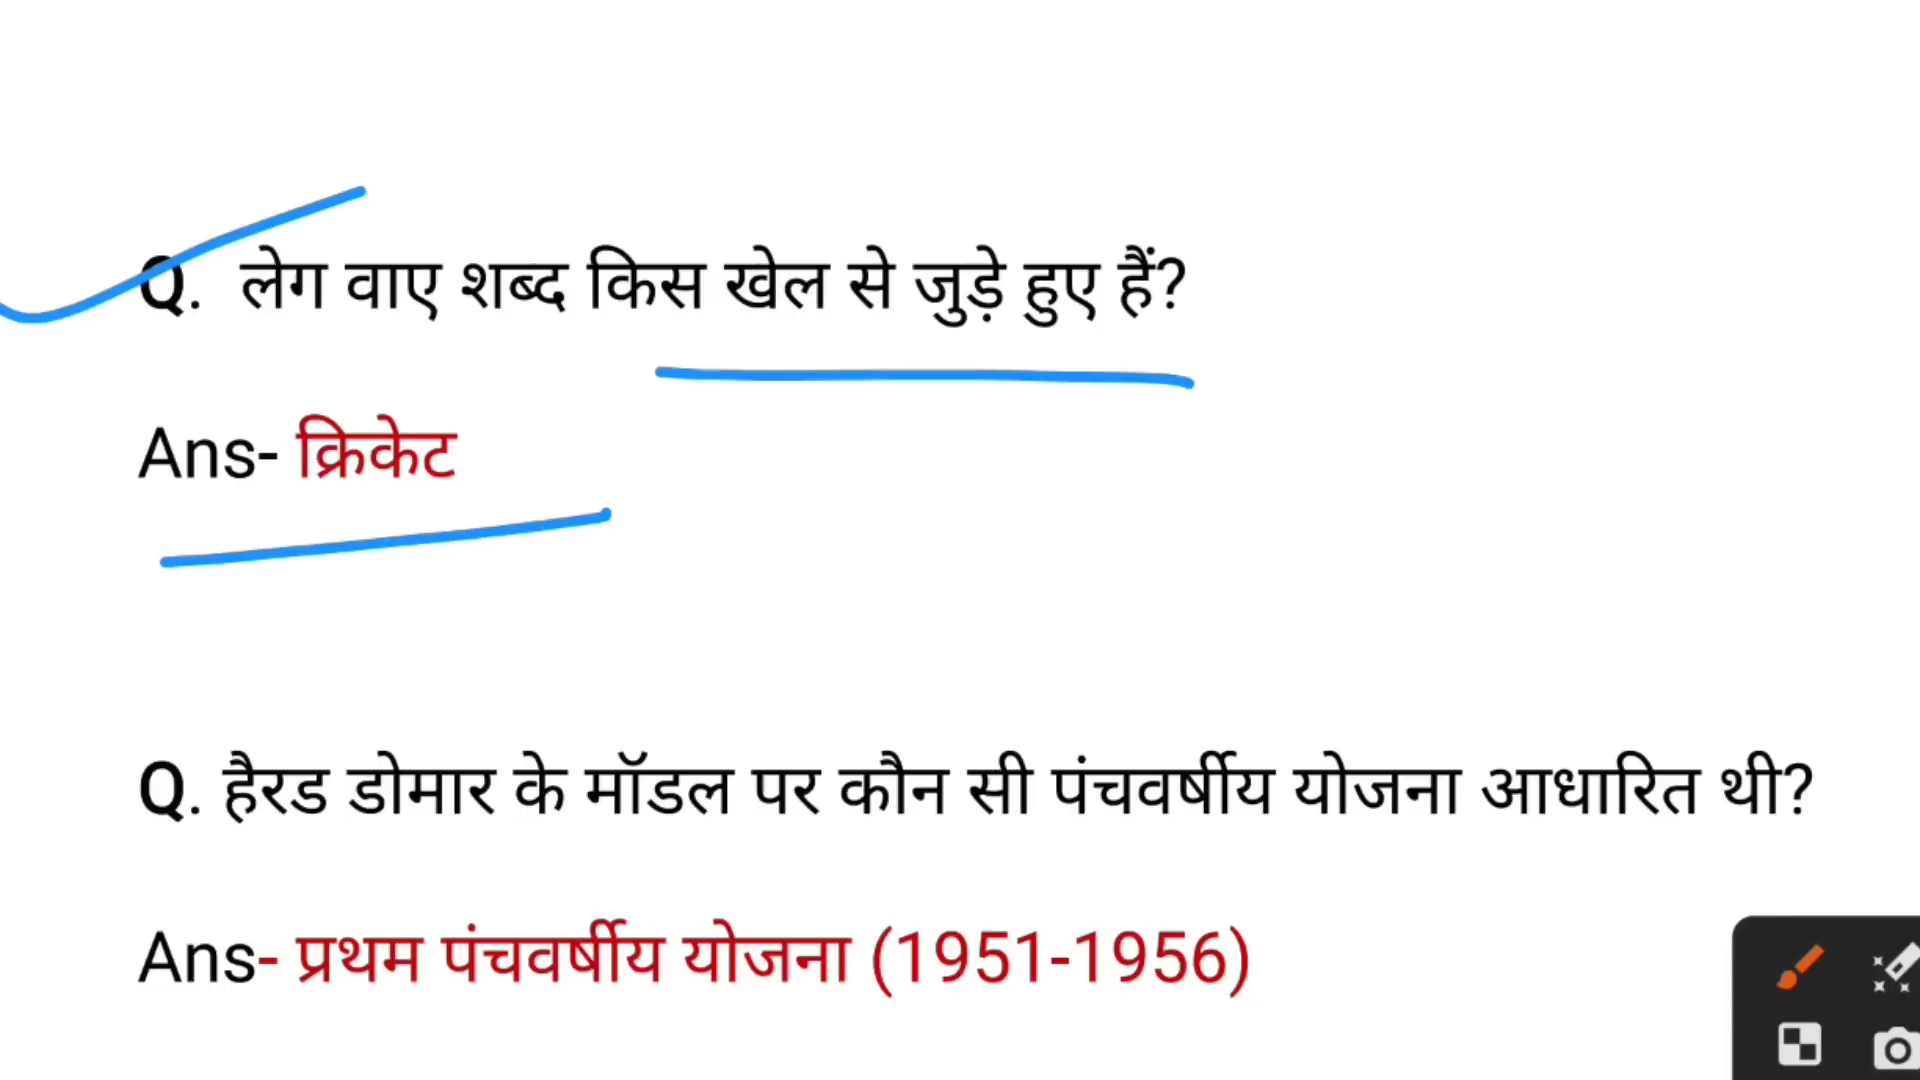 Q. लेग वाए शब्द किस खेल से जुड़े हुए हैं?
Ans- क्रिकेट
Q. हैरड डोमार के मॉडल पर कौन सी पंचवर्षीय योजना आधारित थी?
Ans- प्रथम पंचवर्षीय योजना (1951-1956)